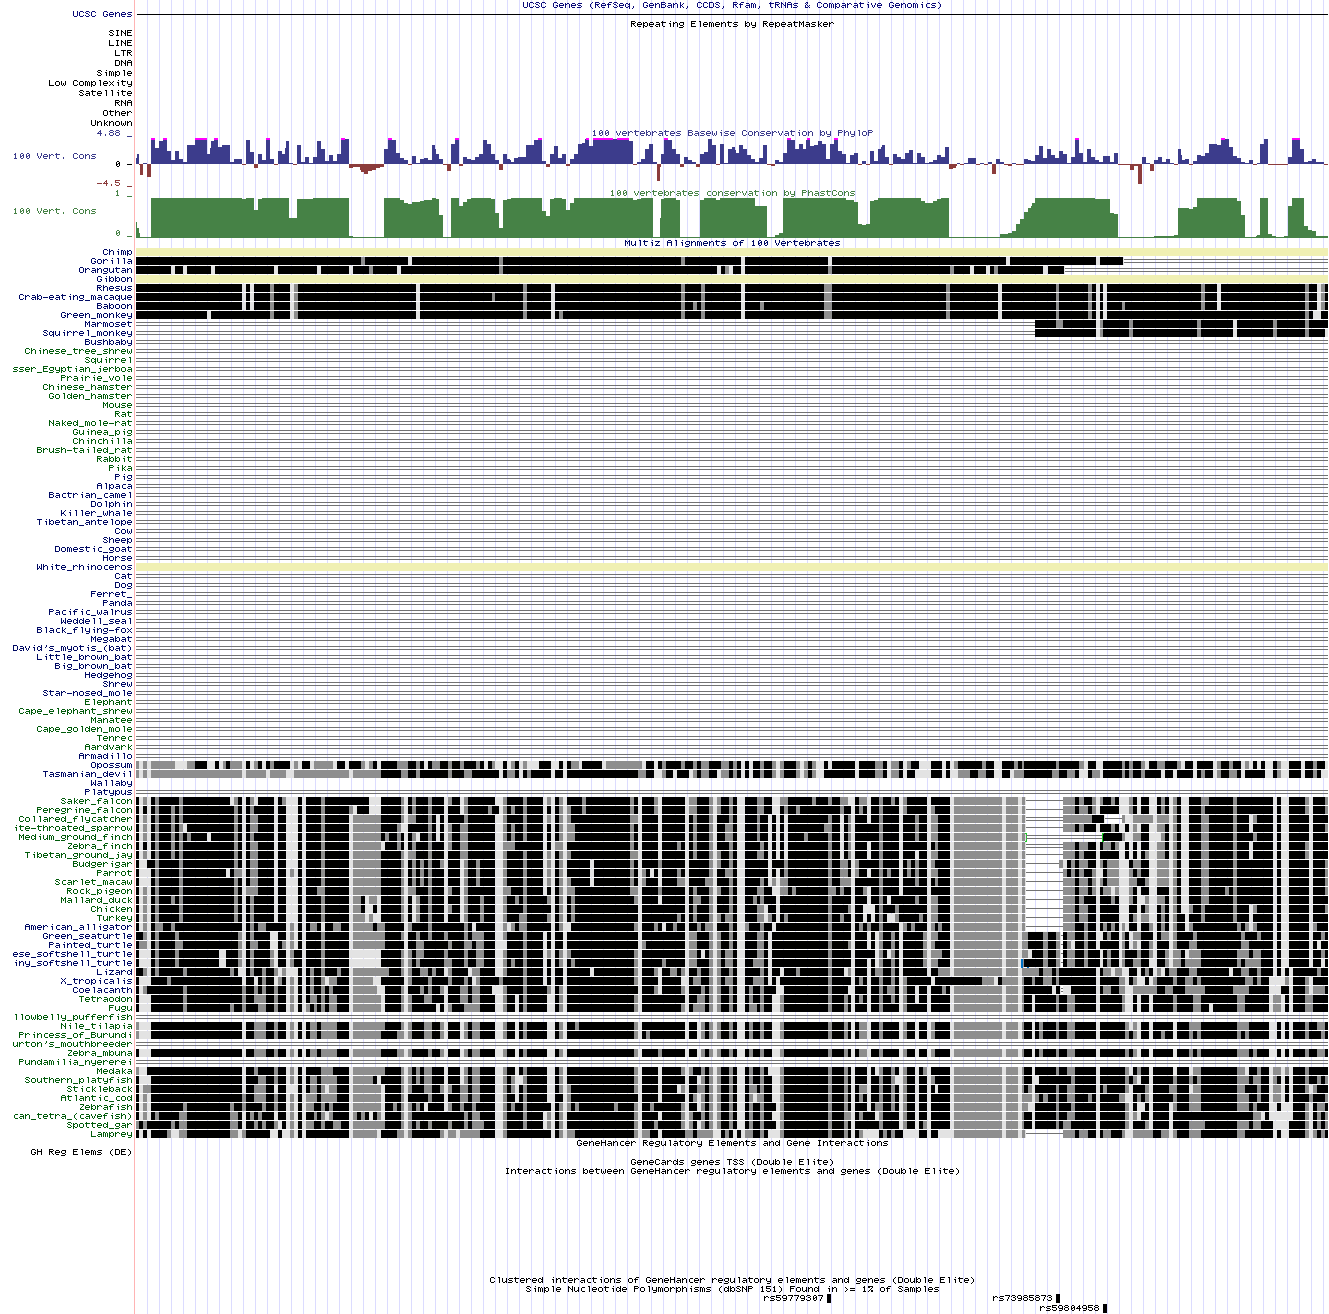 UCSC Genes (RefSeq, GenBank, CCDS, Rfam, tRNAs & Comparative Genomics)
UCSC Genes
Repeating Elements by RepeatMasker
SINE
LINE
LTR
DNA
Simple
Low Complexity
Satellite
RNA
Other
Unknown
4.88 _
100 vertebrates Basewise Conservation by PhyloP
100 Vert. Cons
0 _
-4.5 _
1 _
100 vertebrates conservation by PhastCons
100 Vert. Cons
0 _
Multiz Alignments of 100 Vertebrates
Chimp
Gorilla
Orangutan
Gibbon
Rhesus
Crab-eating_macaque
Baboon
Green_monkey
Marmoset
Squirrel_monkey
Bushbaby
Chinese_tree_shrew
Squirrel
sser_Egyptian_jerboa
Prairie_vole
Chinese_hamster
Golden_hamster
Mouse
Rat
Naked_mole-rat
Guinea_pig
Chinchilla
Brush-tailed_rat
Rabbit
Pika
Pig
Alpaca
Bactrian_camel
Dolphin
Killer_whale
Tibetan_antelope
Cow
Sheep
Domestic_goat
Horse
White_rhinoceros
Cat
Dog
Ferret_
Panda
Pacific_walrus
Weddell_seal
Black_flying-fox
Megabat
David's_myotis_(bat)
Little_brown_bat
Big_brown_bat
Hedgehog
Shrew
Star-nosed_mole
Elephant
Cape_elephant_shrew
Manatee
Cape_golden_mole
Tenrec
Aardvark
Armadillo
Opossum
Tasmanian_devil
Wallaby
Platypus
Saker_falcon
Peregrine_falcon
Collared_flycatcher
ite-throated_sparrow
Medium_ground_finch
Zebra_finch
Tibetan_ground_jay
Budgerigar
Parrot
Scarlet_macaw
Rock_pigeon
Mallard_duck
Chicken
Turkey
American_alligator
Green_seaturtle
Painted_turtle
ese_softshell_turtle
iny_softshell_turtle
Lizard
X_tropicalis
Coelacanth
Tetraodon
Fugu
llowbelly_pufferfish
Nile_tilapia
Princess_of_Burundi
urton's_mouthbreeder
Zebra_mbuna
Pundamilia_nyererei
Medaka
Southern_platyfish
Stickleback
Atlantic_cod
Zebrafish
can_tetra_(cavefish)
Spotted_gar
Lamprey
GeneHancer Regulatory Elements and Gene Interactions
GH Reg Elems (DE)
GeneCards genes TSS (Double Elite)
Interactions between GeneHancer regulatory elements and genes (Double Elite)
Clustered interactions of GeneHancer regulatory elements and genes (Double Elite)
Simple Nucleotide Polymorphisms (dbSNP 151) Found in >= 1% of Samples
rs59779307 rs73985873
rs59804958